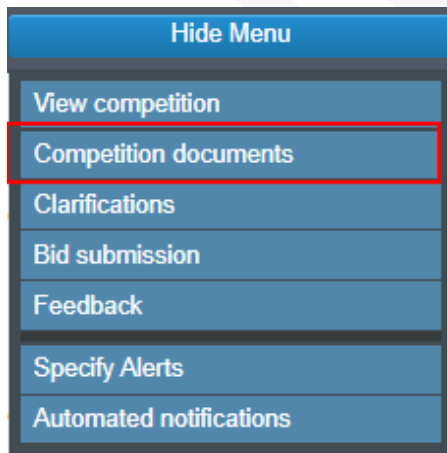 Hide Menu
View competition
Competition documents
Clarifications
Bid submission
Feedback
Specify Alerts
Automated notifications